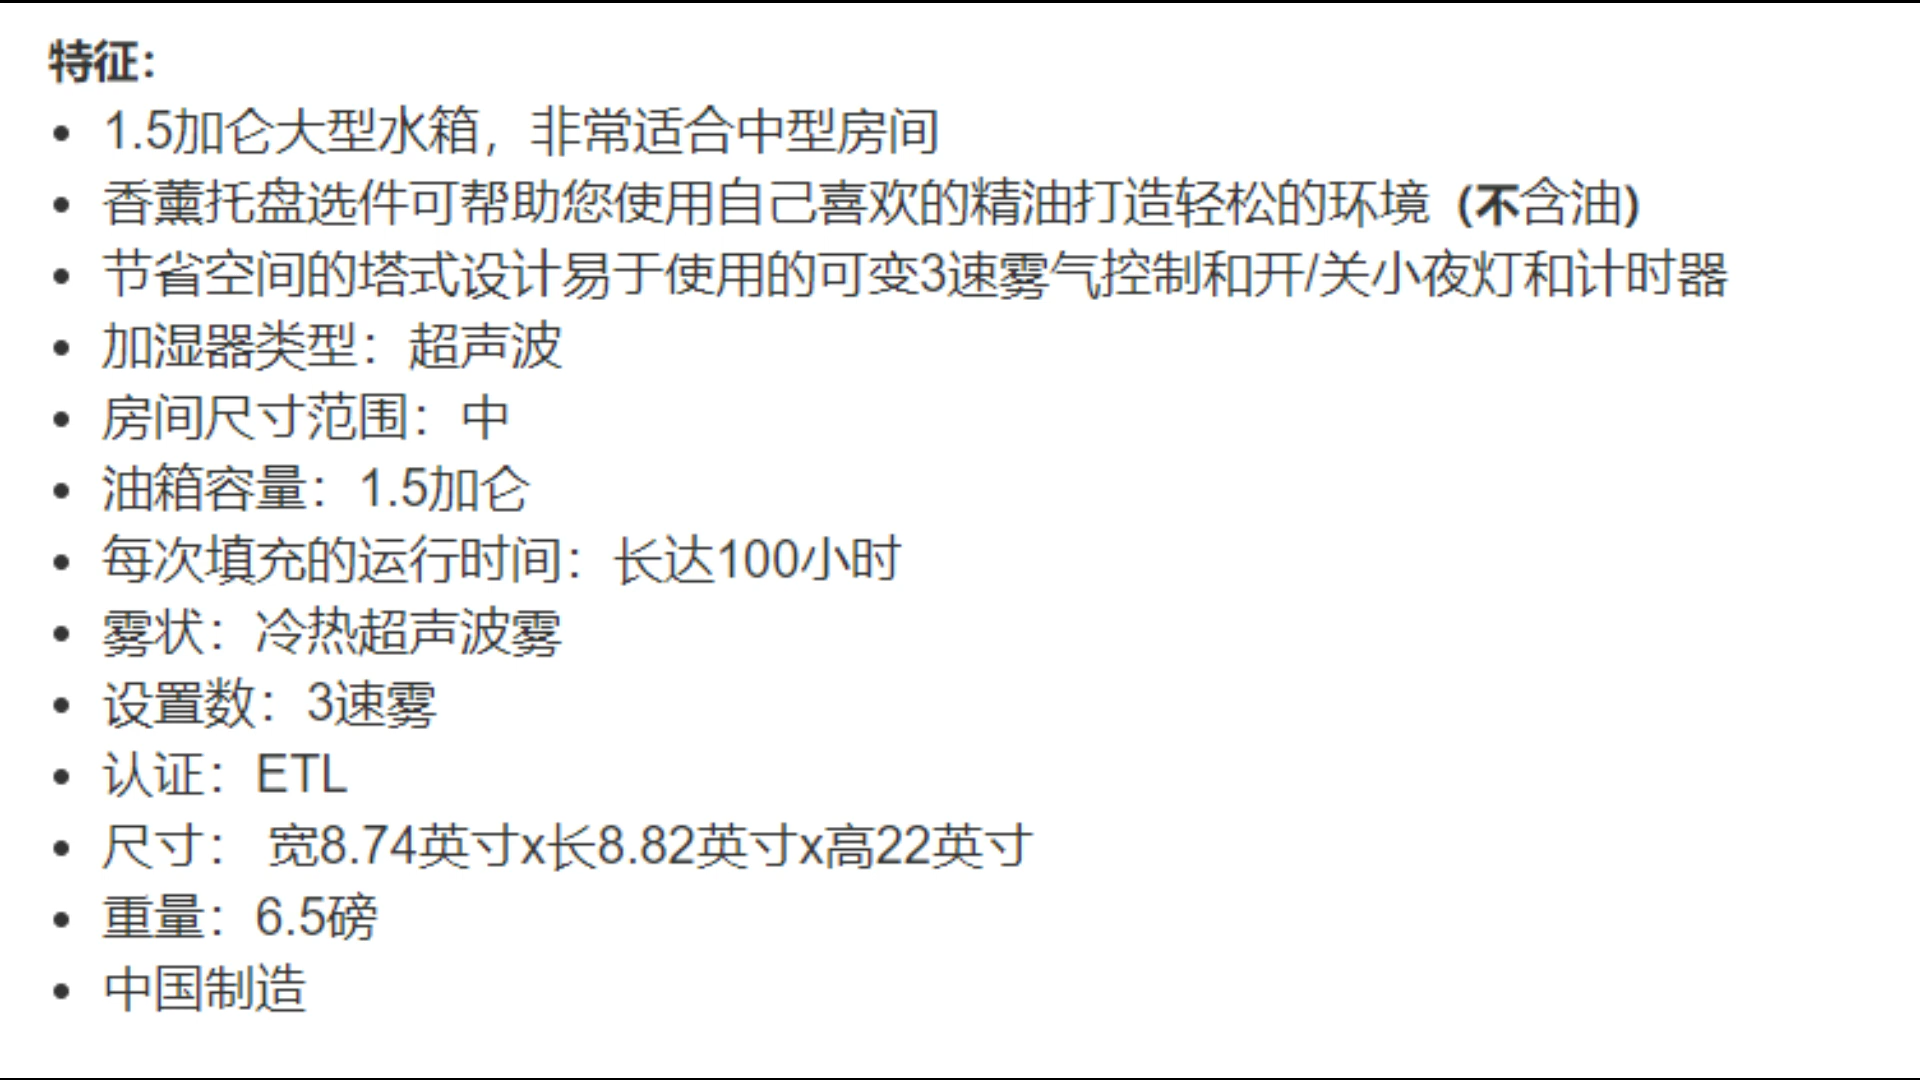 特征：
• 1.5加仑大型水箱，非常适合中型房间
• 香薰托盘选件可帮助您使用自己喜欢的精油打造轻松的环境（不含油）
• 节省空间的塔式设计易于使用的可变3速雾气控制和开/关小夜灯和计时器
• 加湿器类型：超声波
• 房间尺寸范围：中
• 油箱容量：1.5加仑
• 每次填充的运行时间：长达100小时
• 雾状：冷热超声波雾
• 设置数：3速雾
• 认证：ETL
• 尺寸： 宽8.74英寸x长8.82英寸x高22英寸
• 重量：6.5磅
• 中国制造